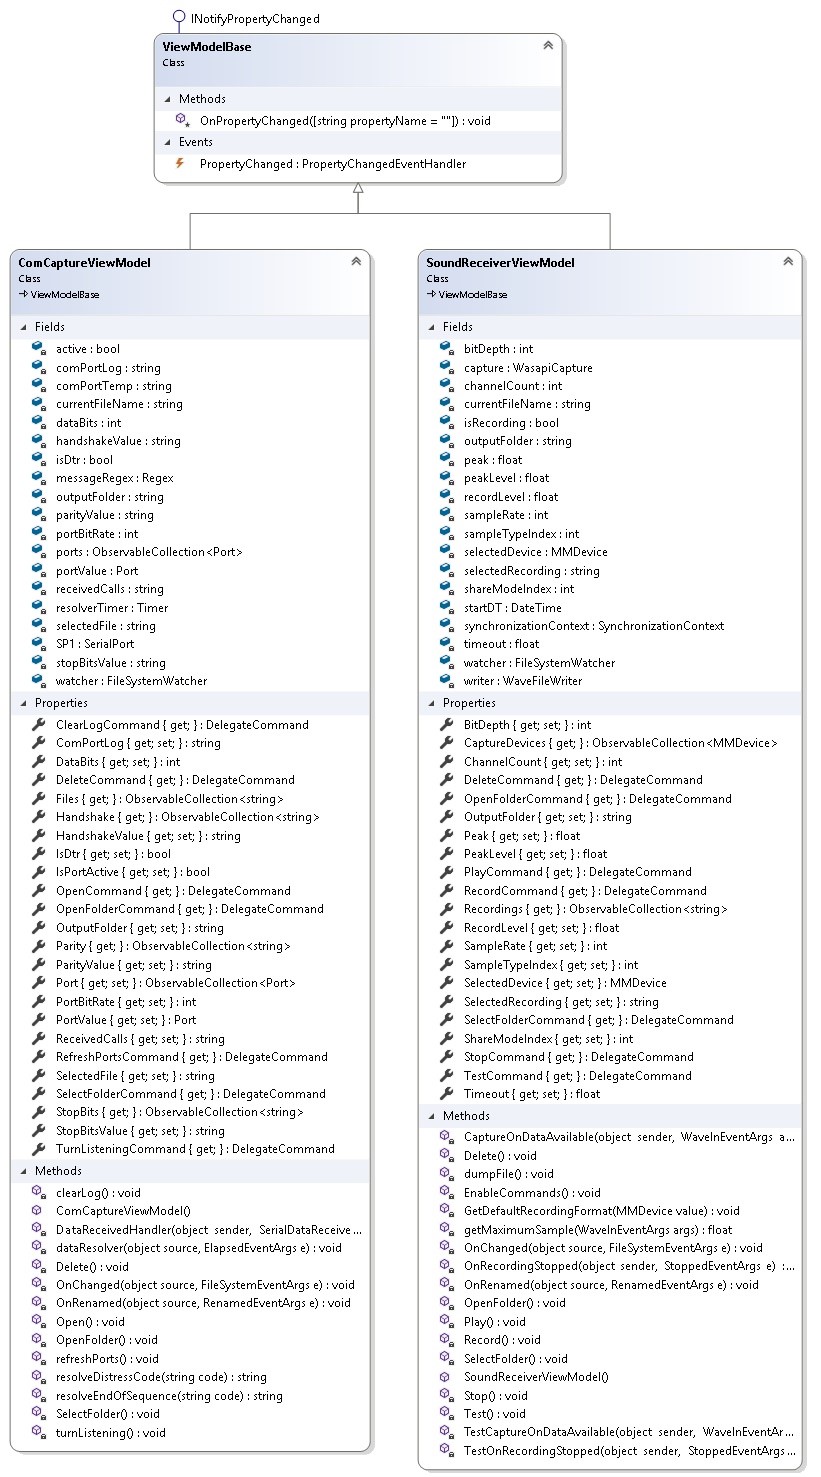 INotifyPropertyChanged
ViewModelBase
Class
Methods
OnPropertyChanged([string propertyName = ""]) : void
Events
PropertyChanged : PropertyChangedEventHandler
ComCaptureViewModel
Class
ViewModelBase
Fields
active : bool
comPortLog : string
comPortTemp : string
currentFileName : string
dataBits : int
handshakeValue : string
isDtr : bool
messageRegex : Regex
outputFolder : string
parityValue : string
portBitRate : int
ports : ObservableCollection<Port>
portValue : Port
receivedCalls : string
resolverTimer : Timer
selectedFile : string
SP1 : SerialPort
stopBitsValue : string
watcher : FileSystemWatcher
Properties
ClearLogCommand { get; } : DelegateCommand
ComPortLog { get; set; } : string
DataBits { get; set; } : int
DeleteCommand { get; } : DelegateCommand
Files { get; } : ObservableCollection<string>
Handshake { get; } : ObservableCollection<string>
HandshakeValue { get; set; } : string
IsDtr { get; set; } : bool
IsPortActive { get; set; } : bool
OpenCommand { get; } : DelegateCommand
OpenFolderCommand { get; } : DelegateCommand
OutputFolder { get; set; } : string
Parity { get; } : ObservableCollection<string>
ParityValue { get; set; } : string
Port { get; set; } : ObservableCollection<Port>
PortBitRate { get; set; } : int
PortValue { get; set; } : Port
ReceivedCalls { get; set; } : string
RefreshPortsCommand { get; } : DelegateCommand
SelectedFile { get; set; } : string
SelectFolderCommand { get; } : DelegateCommand
StopBits { get; } : ObservableCollection<string>
StopBitsValue { get; set; } : string
TurnListeningCommand { get; } : DelegateCommand
Methods
clearLog() : void
ComCaptureViewModel()
DataReceivedHandler(object sender, SerialDataReceive...
dataResolver(object source, ElapsedEventArgs e) : void
Delete() : void
OnChanged(object source, FileSystemEventArgs e) : void
OnRenamed(object source, RenamedEventArgs e) : void
Open() : void
OpenFolder() : void
refreshPorts() : void
resolveDistressCode(string code) : string
resolveEndOfSequence(string code) : string
SelectFolder() : void
turnListening() : void
SoundReceiverViewModel
Class
ViewModelBase
Fields
bitDepth : int
capture : WasapiCapture
channelCount : int
currentFileName : string
isRecording : bool
outputFolder : string
peak : float
peakLevel : float
recordLevel : float
sampleRate : int
sampleTypeIndex : int
selectedDevice : MMDevice
selectedRecording : string
shareModeIndex : int
startDT : DateTime
synchronizationContext : SynchronizationContext
timeout : float
watcher : FileSystemWatcher
writer : WaveFileWriter
Properties
BitDepth { get; set; } : int
CaptureDevices { get; } : ObservableCollection<MMDevice>
ChannelCount { get; set; } : int
DeleteCommand { get; } : DelegateCommand
OpenFolderCommand { get; } : DelegateCommand
OutputFolder { get; set; } : string
Peak { get; set; } : float
PeakLevel { get; set; } : float
PlayCommand { get; } : DelegateCommand
RecordCommand { get; } : DelegateCommand
Recordings { get; } : ObservableCollection<string>
RecordLevel { get; set; } : float
SampleRate { get; set; } : int
SampleTypeIndex { get; set; } : int
SelectedDevice { get; set; } : MMDevice
SelectedRecording { get; set; } : string
SelectFolderCommand { get; } : DelegateCommand
ShareModeIndex { get; set; } : int
StopCommand { get; } : DelegateCommand
TestCommand { get; } : DelegateCommand
Timeout { get; set; } : float
Methods
CaptureOnDataAvailable(object sender, WaveInEventArgs a...
Delete() : void
dumpFile() : void
EnableCommands() : void
GetDefaultRecordingFormat(MMDevice value) : void
getMaximumSample(WaveInEventArgs args) : float
OnChanged(object source, FileSystemEventArgs e) : void
OnRecordingStopped(object sender, StoppedEventArgs e) :...
OnRenamed(object source, RenamedEventArgs e) : void
OpenFolder() : void
Play() : void
Record() : void
SelectFolder() : void
SoundReceiverViewModel()
Stop() : void
Test() : void
TestCaptureOnDataAvailable(object sender, WaveInEventAr...
TestOnRecordingStopped(object sender, StoppedEventArgs...